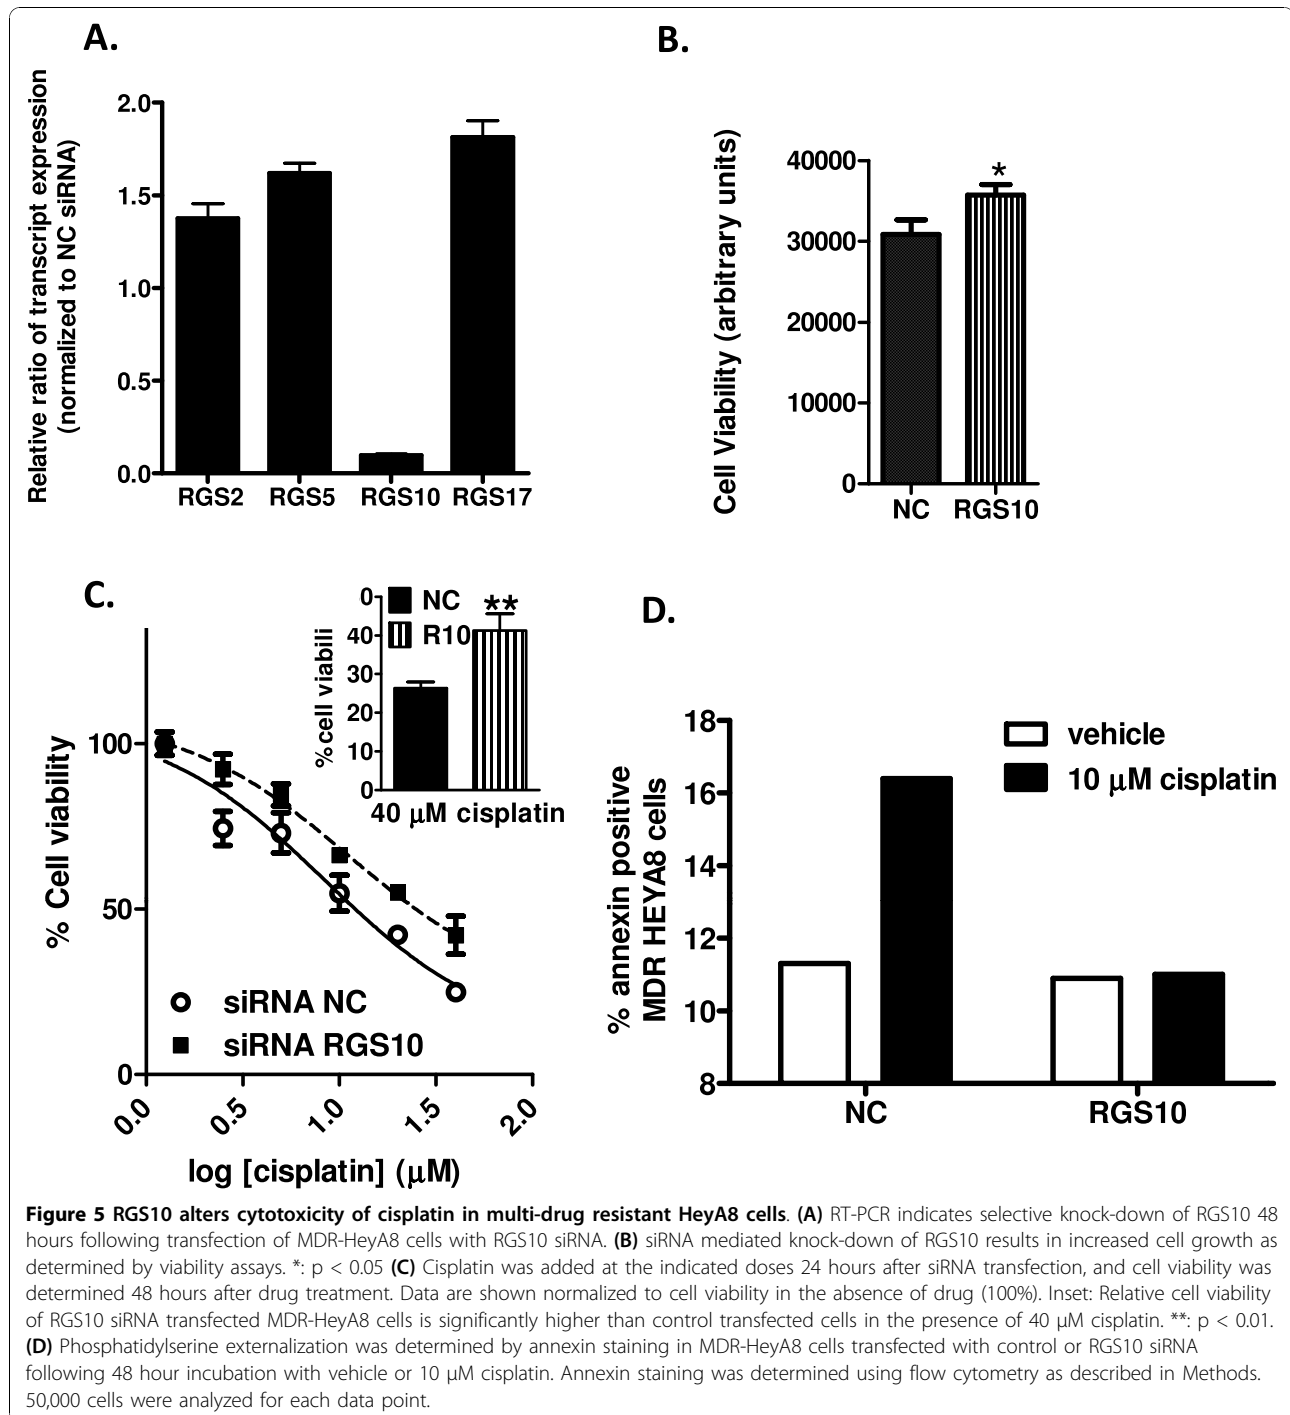 A.
Relative ratio of transcript expression
(normalized to NC siRNA)
2.0
1.5
1.0
0.5
0.0
RGS2 RGS5 RGS10 RGS17
B.
Cell Viability (arbitrary units)
40000
30000
20000
10000
0
*
NC RGS10
C.
% Cell viability
100
50
0
0.0 0.5 1.0 1.5 2.0
log [cisplatin] (μM)
siRNA NC
siRNA RGS10
% cell viabili
0
40
30
20
10
0
NC
R10
**
40 μM cisplatin
D.
% annexin positive
MDR HEYA8 cells
18
16
14
12
10
8
vehicle
10 μM cisplatin
NC RGS10
Figure 5 RGS10 alters cytotoxicity of cisplatin in multi-drug resistant HeyA8 cells. (A) RT-PCR indicates selective knock-down of RGS10 48
hours following transfection of MDR-HeyA8 cells with RGS10 siRNA. (B) siRNA mediated knock-down of RGS10 results in increased cell growth as
determined by viability assays. *: p < 0.05 (C) Cisplatin was added at the indicated doses 24 hours after siRNA transfection, and cell viability was
determined 48 hours after drug treatment. Data are shown normalized to cell viability in the absence of drug (100%). Inset: Relative cell viability
of RGS10 siRNA transfected MDR-HeyA8 cells is significantly higher than control transfected cells in the presence of 40 μM cisplatin. **: p < 0.01.
(D) Phosphatidylserine externalization was determined by annexin staining in MDR-HeyA8 cells transfected with control or RGS10 siRNA
following 48 hour incubation with vehicle or 10 μM cisplatin. Annexin staining was determined using flow cytometry as described in Methods.
50,000 cells were analyzed for each data point.